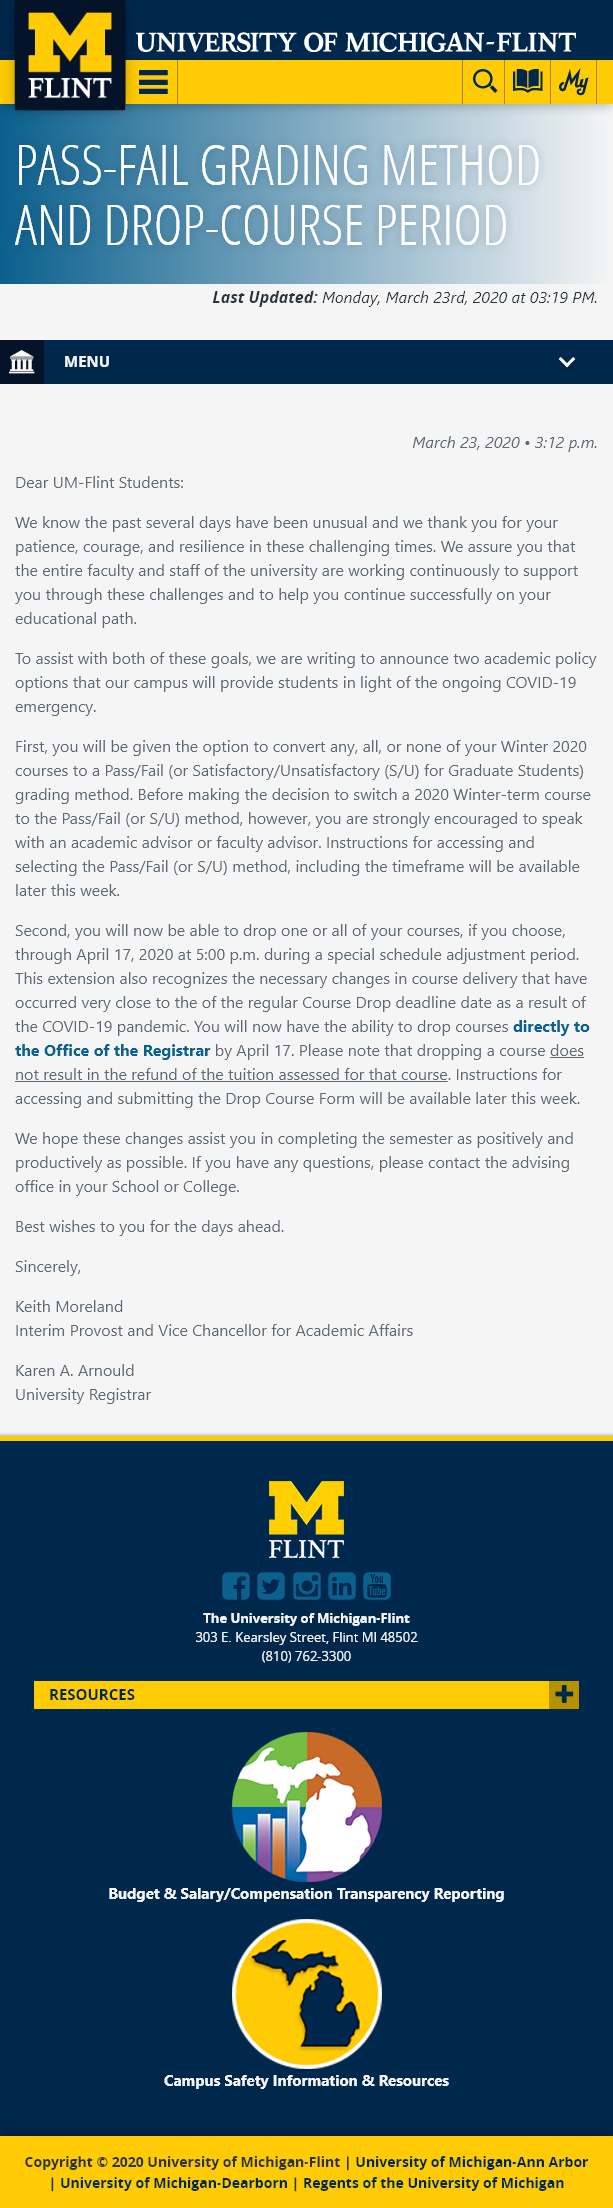 M
FLINT
UNIVERSITY OF MICHIGAN-FLINT
My
PASS-FAIL GRADING METHOD
AND DROP-COURSE PERIOD
Last Updated: Monday, March 23rd, 2020 at 03:19 PM.
MENU
March 23, 2020 • 3:12 p.m.
Dear UM-Flint Students:
We know the past several days have been unusual and we thank you for your
patience, courage, and resilience in these challenging times. We assure you that
the entire faculty and staff of the university are working continuously to support
you through these challenges and to help you continue successfully on your
educational path.
To assist with both of these goals, we are writing to announce two academic policy
options that our campus will provide students in light of the ongoing COVID-19
emergency.
First, you will be given the option to convert any, all, or none of your Winter 2020
courses to a Pass/Fail (or Satisfactory/Unsatisfactory (S/U) for Graduate Students)
grading method. Before making the decision to switch a 2020 Winter-term course
to the Pass/Fail (or S/U) method, however, you are strongly encouraged to speak
with an academic advisor or faculty advisor. Instructions for accessing and
selecting the Pass/Fail (or S/U) method, including the timeframe will be available
later this week.
Second, you will now be able to drop one or all of your courses, if you choose,
through April 17, 2020 at 5:00 p.m. during a special schedule adjustment period.
This extension also recognizes the necessary changes in course delivery that have
occurred very close to the of the regular Course Drop deadline date as a result of
the COVID-19 pandemic. You will now have the ability to drop courses directly to
the Office of the Registrar by April 17. Please note that dropping a course does
not result in the refund of the tuition assessed for that course. Instructions for
accessing and submitting the Drop Course Form will be available later this week.
We hope these changes assist you in completing the semester as positively and
productively as possible. If you have any questions, please contact the advising
office in your School or College.
Best wishes to you for the days ahead.
Sincerely,
Keith Moreland
Interim Provost and Vice Chancellor for Academic Affairs
Karen A. Arnould
University Registrar
M
FLINT
You Tube
The University of Michigan-Flint
303 E. Kearsley Street, Flint MI 48502
(810) 762-3300
RESOURCES
Budget & Salary/Compensation Transparency Reporting
Campus Safety Information & Resources
Copyright © 2020 University of Michigan-Flint | University of Michigan-Ann Arbor
| University of Michigan-Dearborn | Regents of the University of Michigan